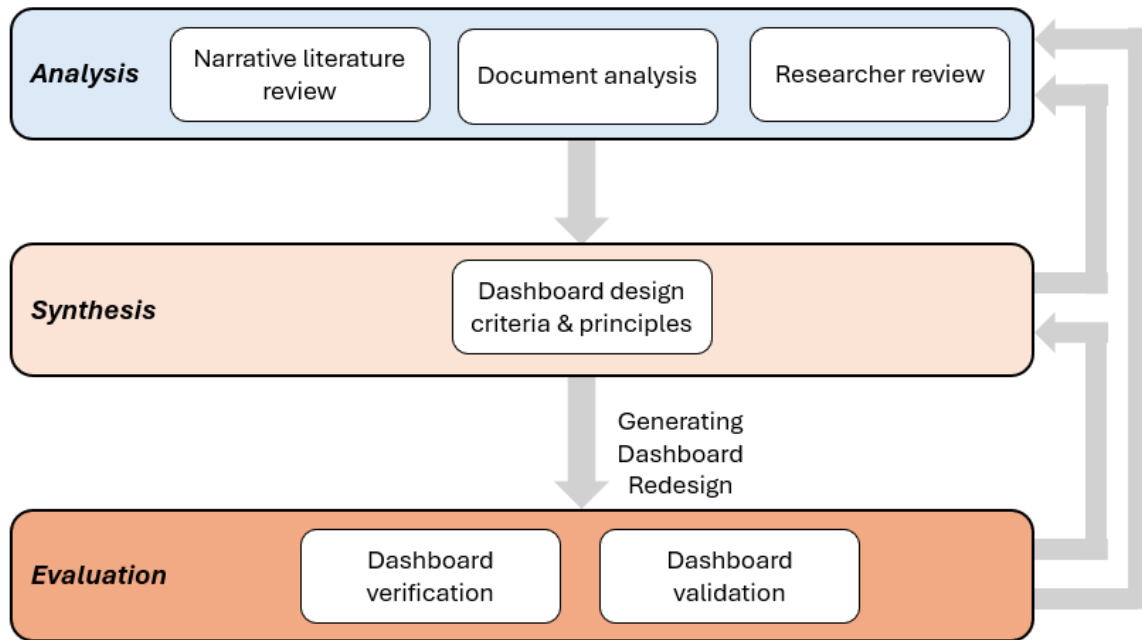 Analysis
Narrative literature
review
Document analysis
Researcher review
Synthesis
Dashboard design
criteria & principles
Generating
Dashboard
Redesign
Evaluation
Dashboard
verification
Dashboard
validation